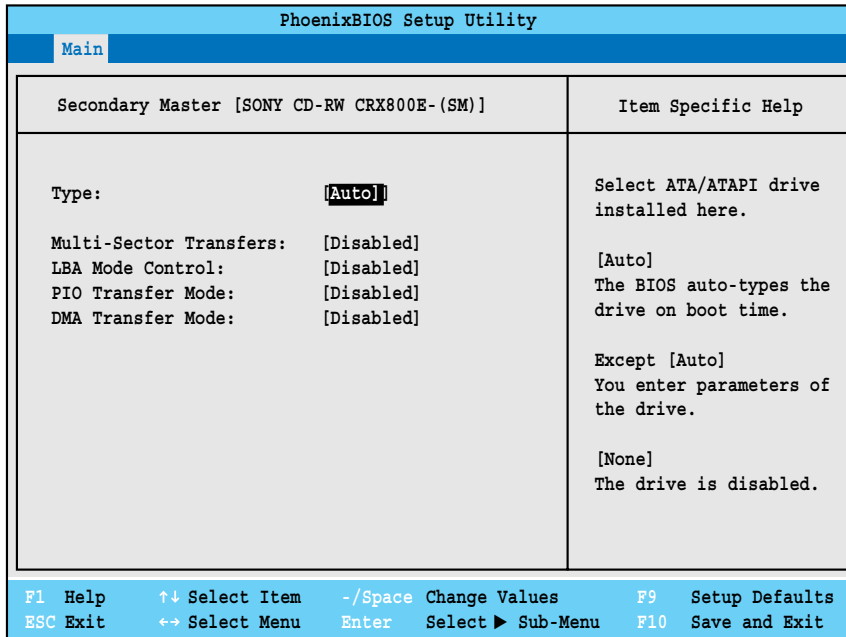 PhoenixBIOS Setup Utility
Main
Secondary Master [SONY CD-RW CRX800E-(SM)]
Item Specific Help
Type: [Auto]]
Multi-Sector Transfers: [Disabled]
LBA Mode Control: [Disabled]
PIO Transfer Mode: [Disabled]
DMA Transfer Mode: [Disabled]
Select ATA/ATAPI drive
installed here.
[Auto]
The BIOS auto-types the
drive on boot time.
Except [Auto]
You enter parameters of
the drive.
[None]
The drive is disabled.
F1 Help ↑↓ Select Item -/Space Change Values F9 Setup Defaults
ESC Exit ←→ Select Menu Enter Select ▶ Sub-Menu F10 Save and Exit